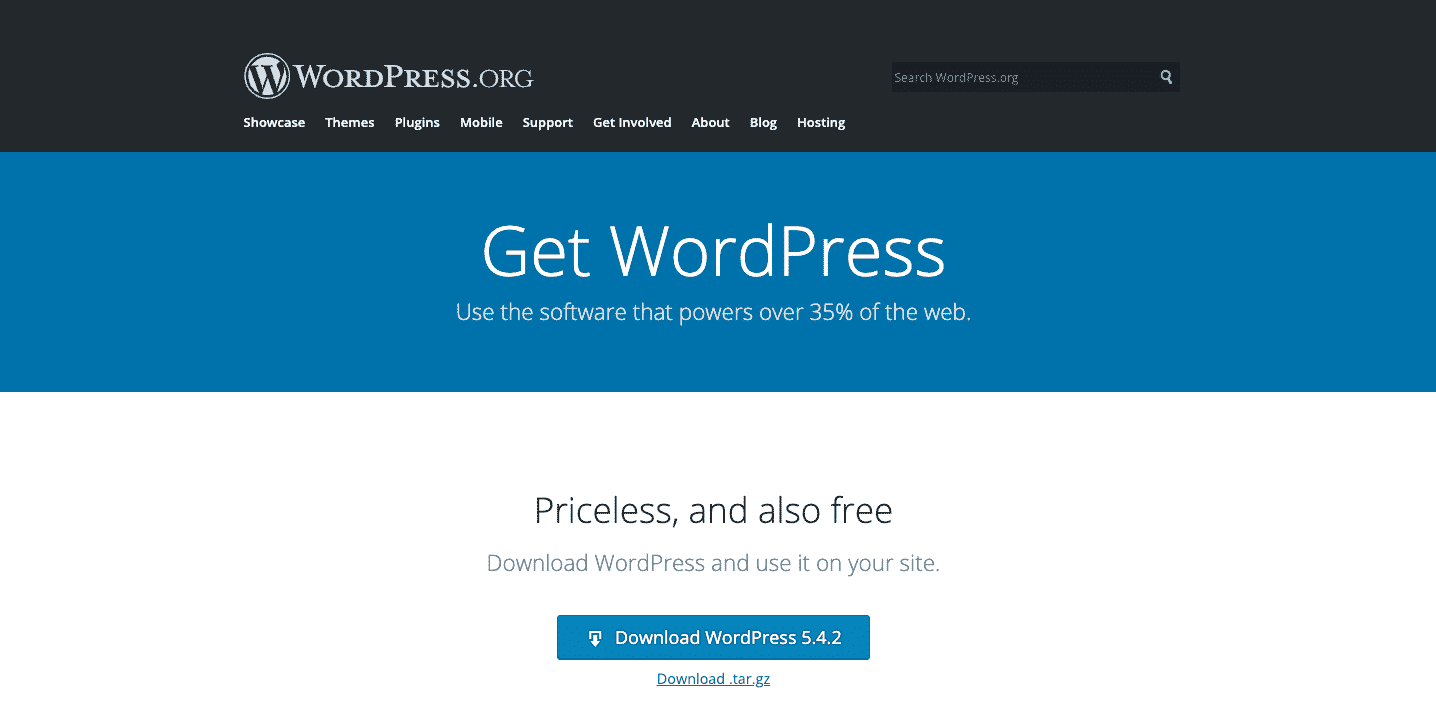 WORDPRESS.ORG
Search WordPress.org
Showcase Themes Plugins Mobile Support Get Involved About Blog Hosting
Get WordPress
Use the software that powers over 35% of the web.
Priceless, and also free
Download WordPress and use it on your site.
Download WordPress 5.4.2
Download .tar.gz